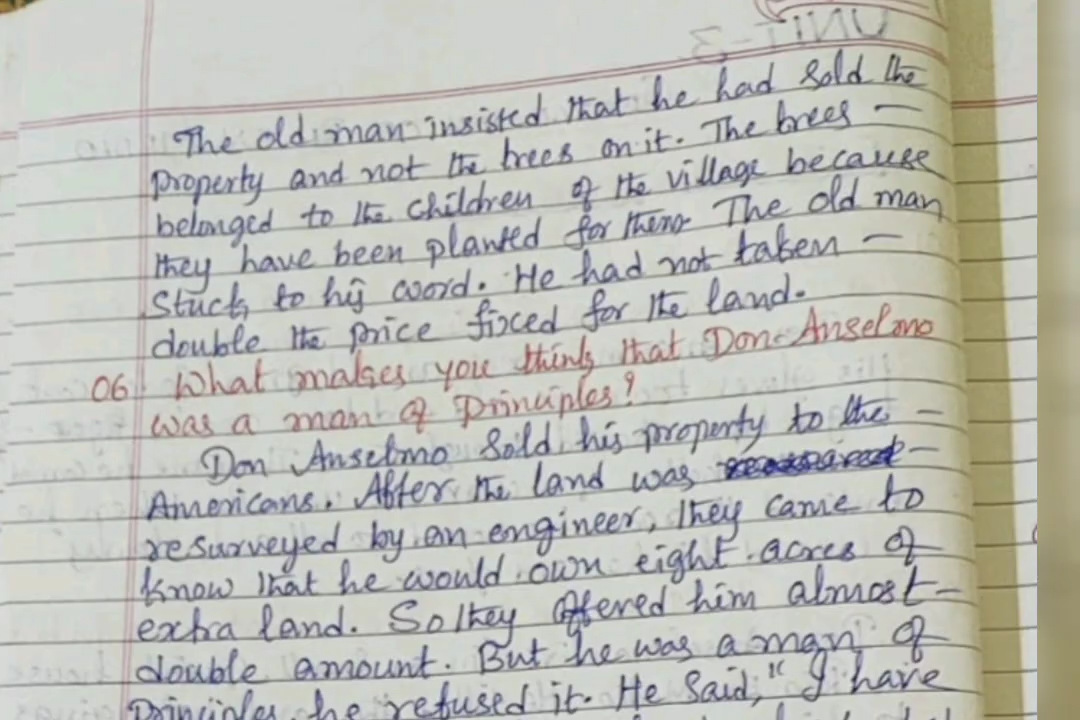 UNIT-3
The old man insisted that he had sold the
property and not the trees on it. The trees —
belonged to the children of the village because
they have been planted for them The old man
stuck to his word. He had not taken —
double the price fixed for the land.
06 What makes you think that Don Anselmo
was a man of Principles?
Don Anselmo sold his property to the —
Americans. After the land was —
resurveyed by an engineer, they came to
know that he would own eight acres of
extra land. So they offered him almost —
double amount. But he was a man of
Principles, he refused it. He said, "I have